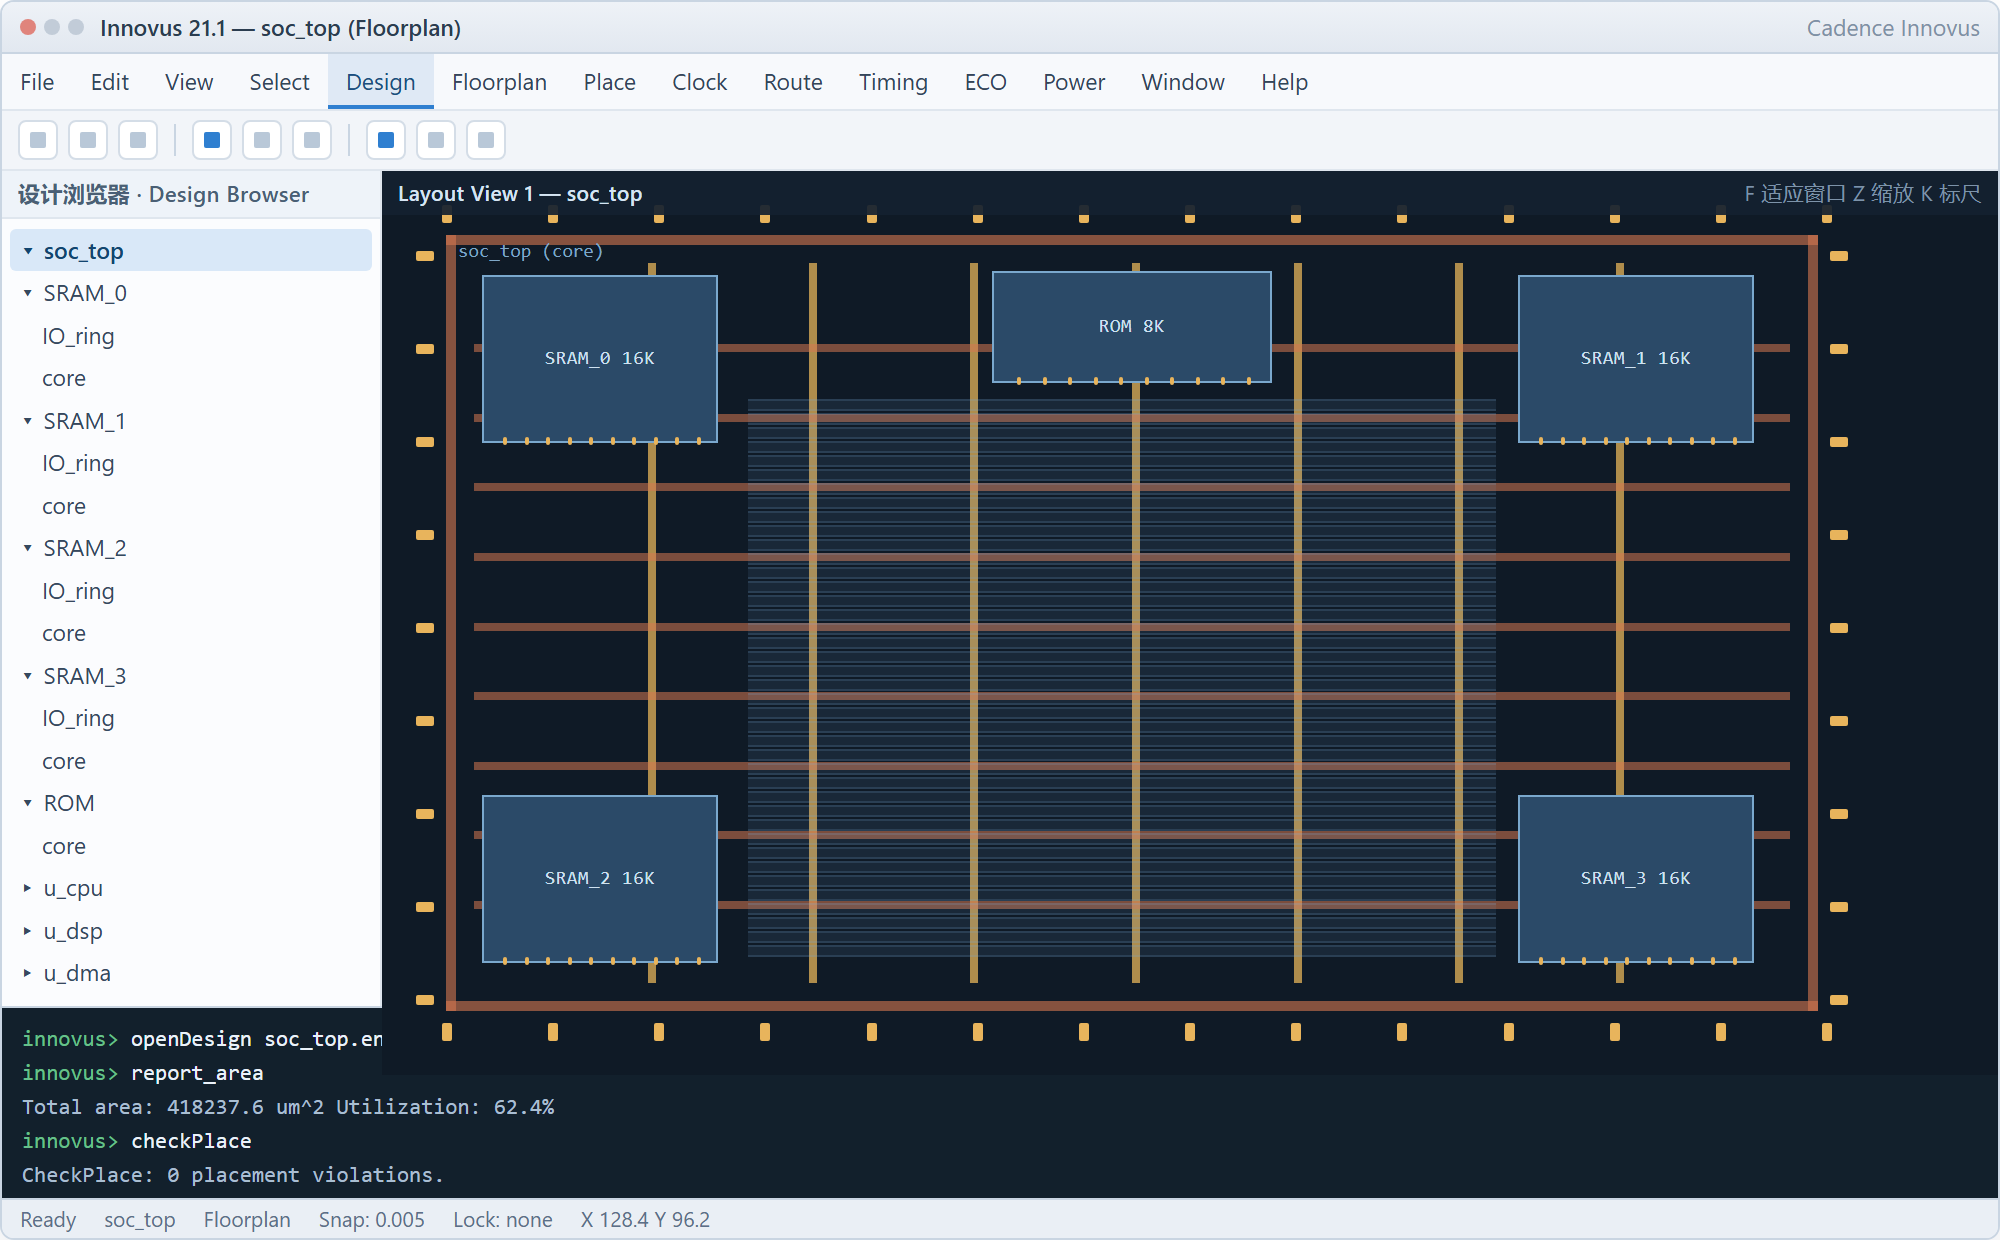 Innovus 21.1 — soc_top (Floorplan)
Cadence Innovus
File Edit View Select Design Floorplan Place Clock Route Timing ECO Power Window Help
设计浏览器 · Design Browser
soc_top
SRAM_0
IO_ring
core
SRAM_1
IO_ring
core
SRAM_2
IO_ring
core
SRAM_3
IO_ring
core
ROM
core
u_cpu
u_dsp
u_dma
Layout View 1 — soc_top
F 适应窗口 Z 缩放 K 标尺
soc_top (core)
SRAM_0 16K
ROM 8K
SRAM_1 16K
SRAM_2 16K
SRAM_3 16K
innovus> openDesign soc_top.en
innovus> report_area
Total area: 418237.6 um^2 Utilization: 62.4%
innovus> checkPlace
CheckPlace: 0 placement violations.
Ready soc_top Floorplan Snap: 0.005 Lock: none X 128.4 Y 96.2